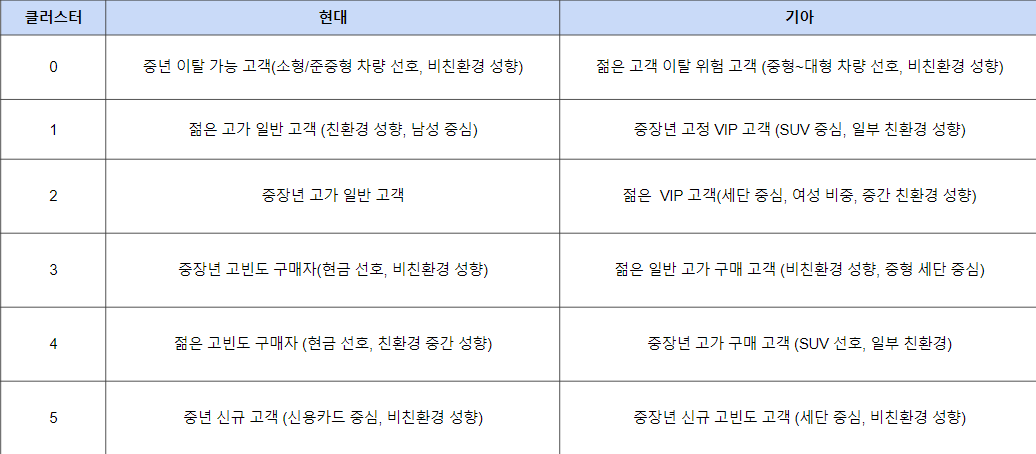 클러스터 현대 기아
0 중년 이탈 가능 고객(소형/준중형 차량 선호, 비친환경 성향) 젊은 고객 이탈 위험 고객 (중형~대형 차량 선호, 비친환경 성향)
1 젊은 고가 일반 고객 (친환경 성향, 남성 중심) 중장년 고정 VIP 고객 (SUV 중심, 일부 친환경 성향)
2 중장년 고가 일반 고객 젊은 VIP 고객(세단 중심, 여성 비중, 중간 친환경 성향)
3 중장년 고빈도 구매자(현금 선호, 비친환경 성향) 젊은 일반 고가 구매 고객 (비친환경 성향, 중형 세단 중심)
4 젊은 고빈도 구매자 (현금 선호, 친환경 중간 성향) 중장년 고가 구매 고객 (SUV 선호, 일부 친환경)
5 중년 신규 고객 (신용카드 중심, 비친환경 성향) 중장년 신규 고빈도 고객 (세단 중심, 비친환경 성향)